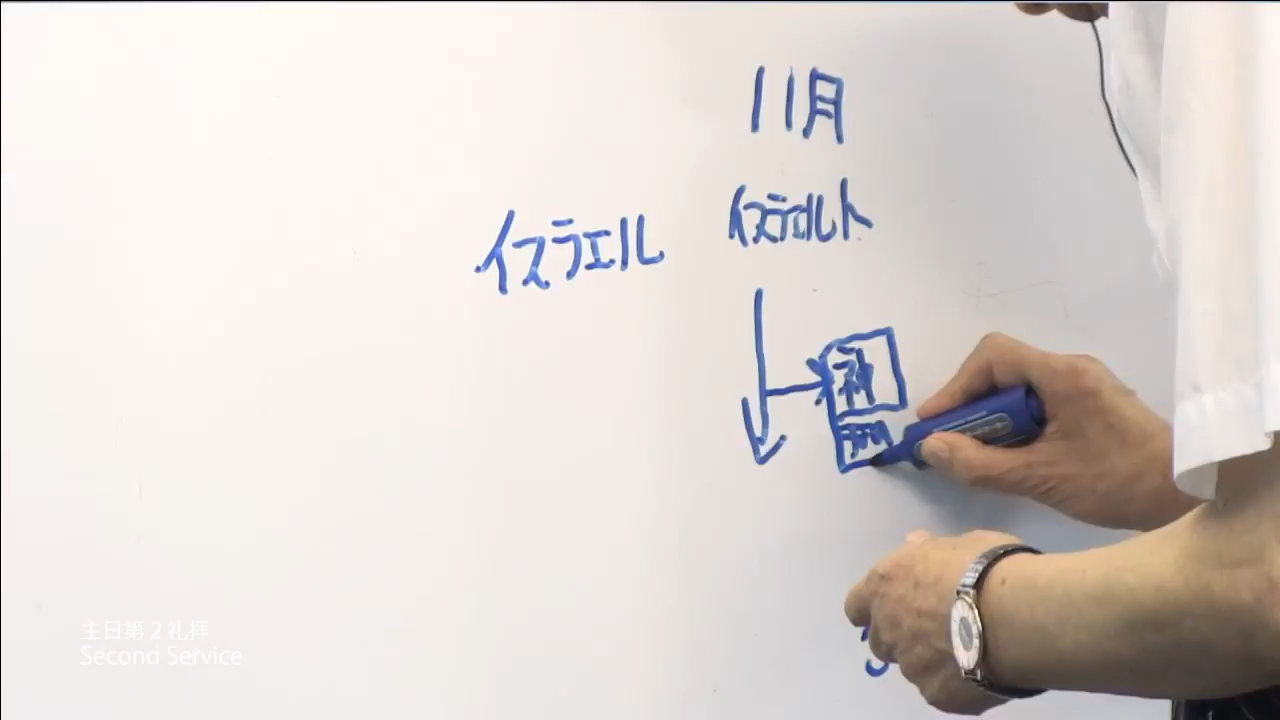 11月
イスラエル
イスラエルト
神
主日第2礼拝
Second Service